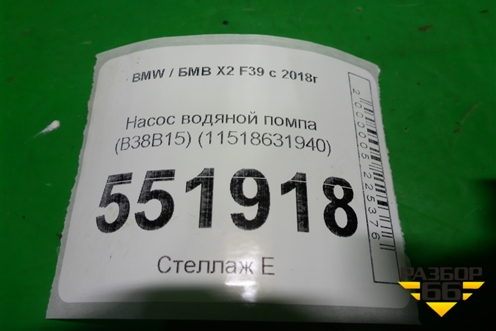 BMW / БМВ X2 F39 с 2018г
Насос водяной помпа
(B38B15) (11518631940)
551918
Стеллаж Е
2000005225376
РАЗБОР
66